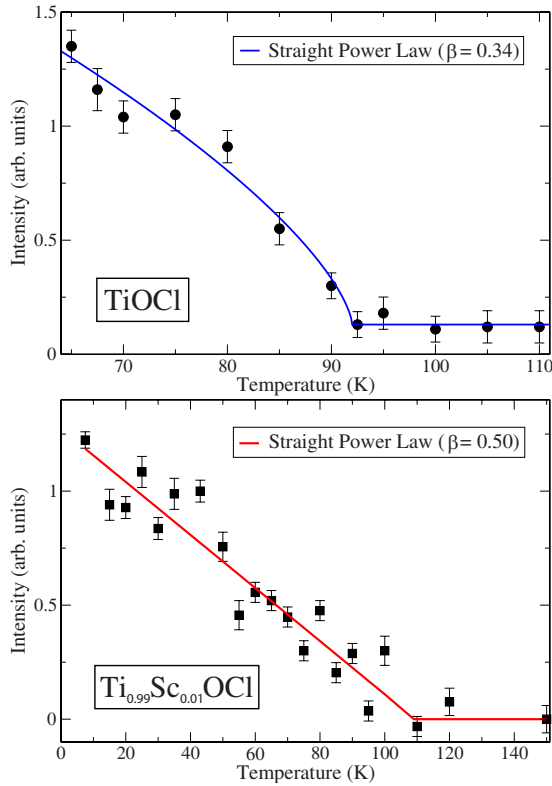 1.5
Straight Power Law (β = 0.34)
1
Intensity (arb. units)
0.5
TiOCl
0
70 80 90 100 110
Temperature (K)
Straight Power Law (β = 0.50)
1
Intensity (arb. units)
0.5
Ti0.99Sc0.01OCl
0
0 20 40 60 80 100 120 140
Temperature (K)